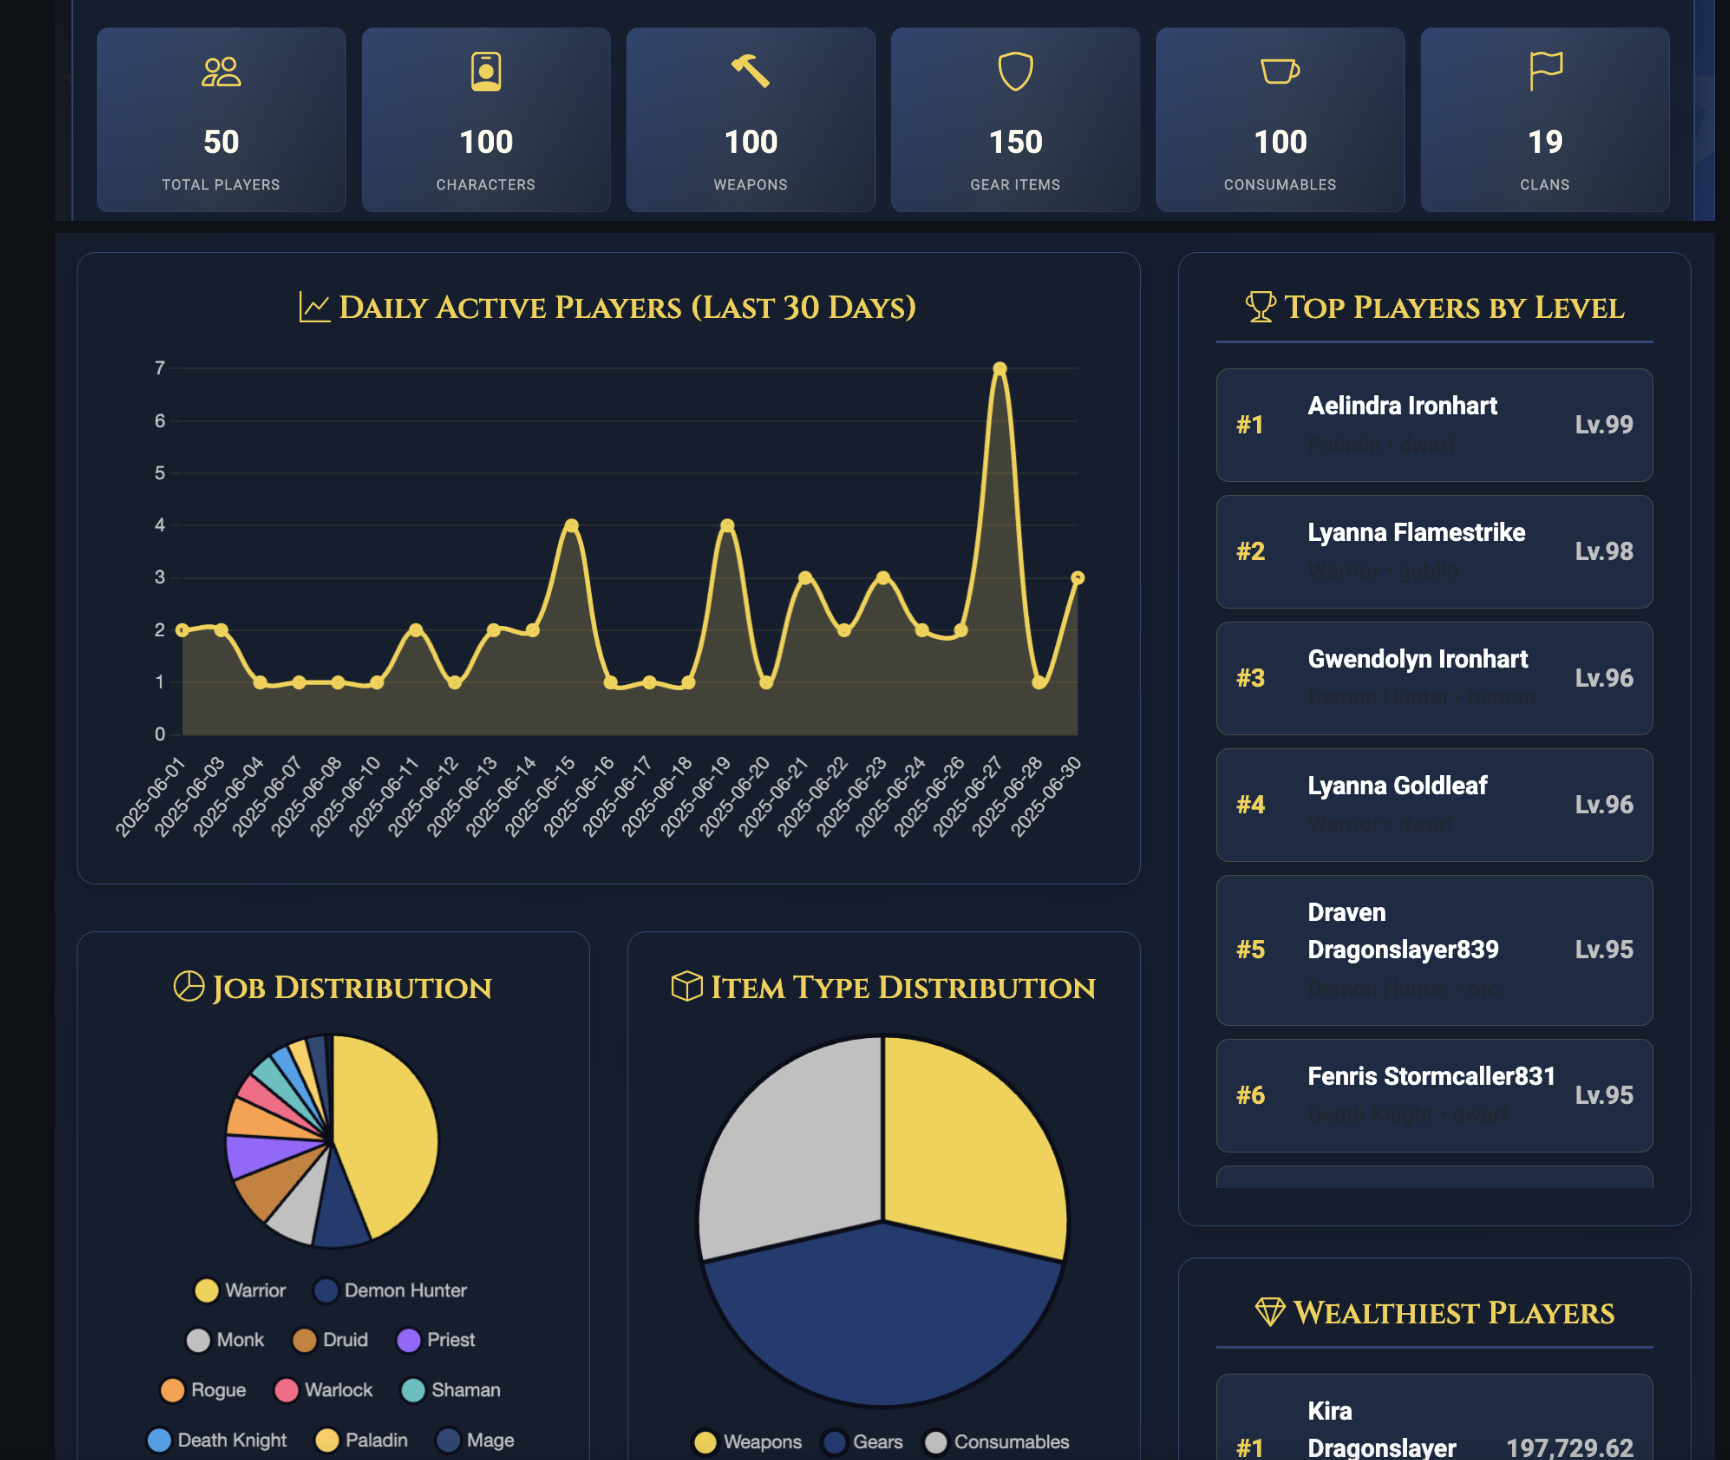 50
TOTAL PLAYERS
100
CHARACTERS
100
WEAPONS
150
GEAR ITEMS
100
CONSUMABLES
19
CLANS
Daily Active Players (Last 30 Days)
7
6
5
4
3
2
1
0
2025-06-01
2025-06-03
2025-06-04
2025-06-07
2025-06-08
2025-06-10
2025-06-11
2025-06-12
2025-06-13
2025-06-14
2025-06-15
2025-06-16
2025-06-17
2025-06-18
2025-06-19
2025-06-20
2025-06-21
2025-06-22
2025-06-23
2025-06-24
2025-06-26
2025-06-27
2025-06-28
2025-06-30
Job Distribution
Warrior Demon Hunter
Monk Druid Priest
Rogue Warlock Shaman
Death Knight Paladin Mage
Item Type Distribution
Weapons Gears Consumables
Top Players by Level
#1 Aelindra Ironhart Lv.99
Paladin • dwarf
#2 Lyanna Flamestrike Lv.98
Warrior • goblin
#3 Gwendolyn Ironhart Lv.96
Demon Hunter • human
#4 Lyanna Goldleaf Lv.96
Warrior • dwarf
Draven
#5 Dragonslayer839 Lv.95
Demon Hunter • orc
#6 Fenris Stormcaller831 Lv.95
Death Knight • dwarf
Wealthiest Players
Kira
#1 Dragonslayer 197,729.62